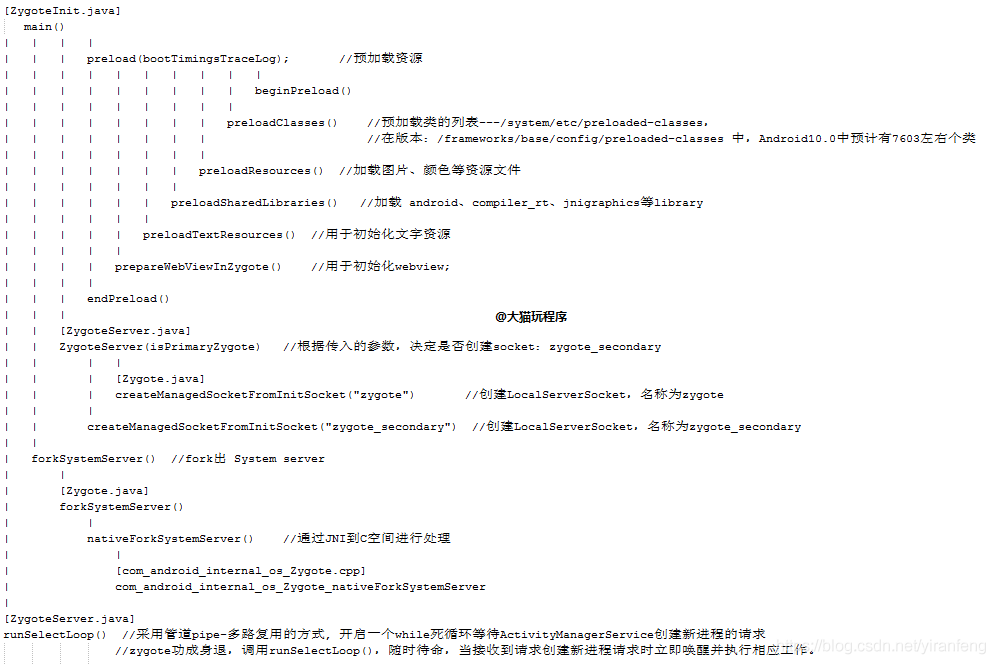 [ZygoteInit.java]
main()
preload(bootTimingsTraceLog); //预加载资源
beginPreload()
preloadClasses() //预加载类的列表---/system/etc/preloaded-classes,
//在版本：/frameworks/base/config/preloaded-classes 中，Android10.0中预计有7603左右个类
preloadResources() //加载图片、颜色等资源文件
preloadSharedLibraries() //加载 android、compiler_rt、jnigraphics等library
preloadTextResources() //用于初始化文字资源
prepareWebViewInZygote() //用于初始化webview;
endPreload()
@大猫玩程序
[ZygoteServer.java]
ZygoteServer(isPrimaryZygote) //根据传入的参数，决定是否创建socket：zygote_secondary
[Zygote.java]
createManagedSocketFromInitSocket("zygote") //创建LocalServerSocket，名称为zygote
createManagedSocketFromInitSocket("zygote_secondary") //创建LocalServerSocket，名称为zygote_secondary
forkSystemServer() //fork出 System server
[Zygote.java]
forkSystemServer()
nativeForkSystemServer() //通过JNI到C空间进行处理
[com_android_internal_os_Zygote.cpp]
com_android_internal_os_Zygote_nativeForkSystemServer
[ZygoteServer.java]
runSelectLoop() //采用管道pipe-多路复用的方式, 开启一个while死循环等待ActivityManagerService创建新进程的请求
//zygote功成身退，调用runSelectLoop()，随时待命，当接收到请求创建新进程请求时立即唤醒并执行相应工作。
https://blog.csdn.net/yiranfeng